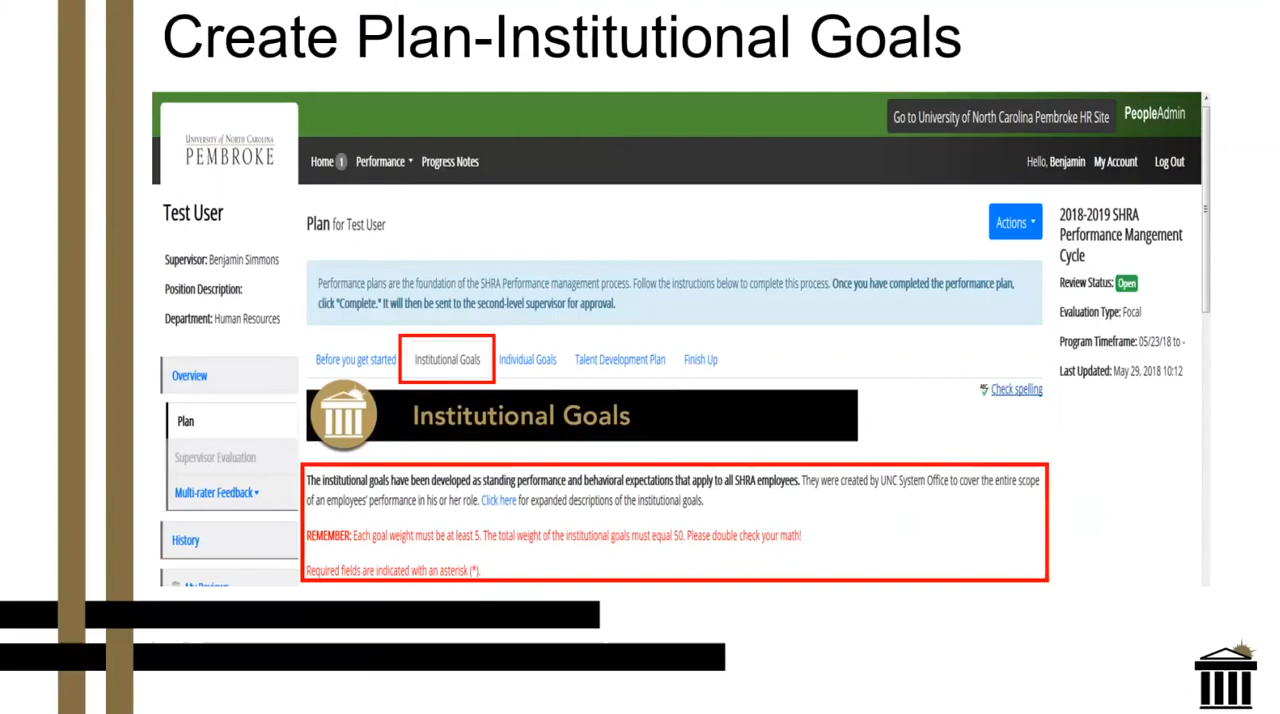 Create Plan-Institutional Goals
Go to University of North Carolina Pembroke HR Site
PeopleAdmin
UNIVERSITY OF NORTH CAROLINA
PEMBROKE
Home 1 Performance Progress Notes
Hello, Benjamin My Account Log Out
Test User
Supervisor: Benjamin Simmons
Position Description:
Department: Human Resources
Overview
Plan
Supervisor Evaluation
Multi-rater Feedback
History
My Reviews
Plan for Test User
Actions
Performance plans are the foundation of the SHRA Performance management process. Follow the instructions below to complete this process. Once you have completed the performance plan,
click "Complete." It will then be sent to the second-level supervisor for approval.
Before you get started Institutional Goals Individual Goals Talent Development Plan Finish Up
ABC Check spelling
Institutional Goals
The institutional goals have been developed as standing performance and behavioral expectations that apply to all SHRA employees. They were created by UNC System Office to cover the entire scope
of an employees' performance in his or her role. Click here for expanded descriptions of the institutional goals.
REMEMBER: Each goal weight must be at least 5. The total weight of the institutional goals must equal 50. Please double check your math!
Required fields are indicated with an asterisk (*).
2018-2019 SHRA
Performance Mangement
Cycle
Review Status: Open
Evaluation Type: Focal
Program Timeframe: 05/23/18 to -
Last Updated: May 29, 2018 10:12